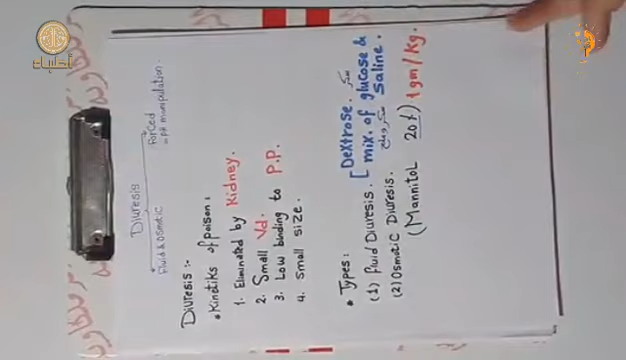 أطباء
Diuresis
Fluid & Osmotic
Forced
Diuresis :-
• Kinetiks of poison :
1. Eliminated by Kidney.
2. Small Vd.
3. Low binding to P.P.
4. Small size.
• Types :
(1) Fluid Diuresis. [ Dextrose. سكر
mix. of glucose & saline.
(2) Osmotic Diuresis.
(Mannitol 20%) 1 gm/kg.